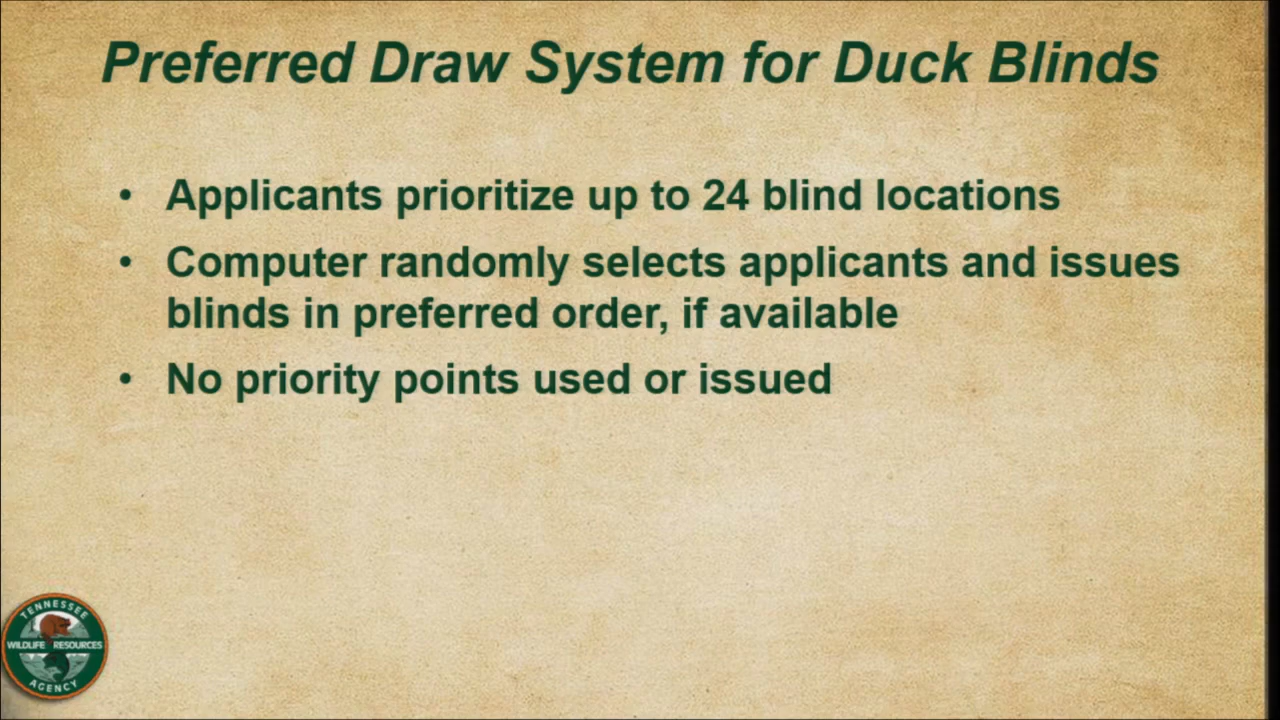 Preferred Draw System for Duck Blinds
• Applicants prioritize up to 24 blind locations
• Computer randomly selects applicants and issues
blinds in preferred order, if available
• No priority points used or issued
TENNESSEE
WILDLIFE RESOURCES
AGENCY